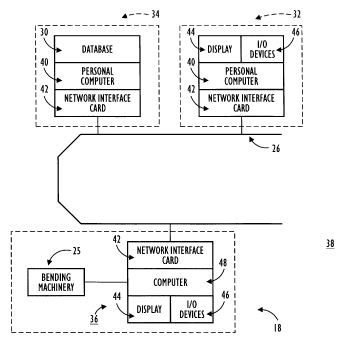 34
32
30
DATABASE
40
PERSONAL COMPUTER
42
NETWORK INTERFACE CARD
44
DISPLAY
I/O DEVICES
46
40
PERSONAL COMPUTER
42
NETWORK INTERFACE CARD
26
38
25
BENDING MACHINERY
42
NETWORK INTERFACE CARD
COMPUTER
48
44
DISPLAY
I/O DEVICES
46
36
18